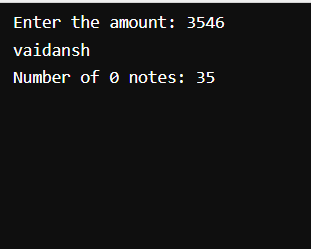 Enter the amount: 3546
vaidansh
Number of 0 notes: 35